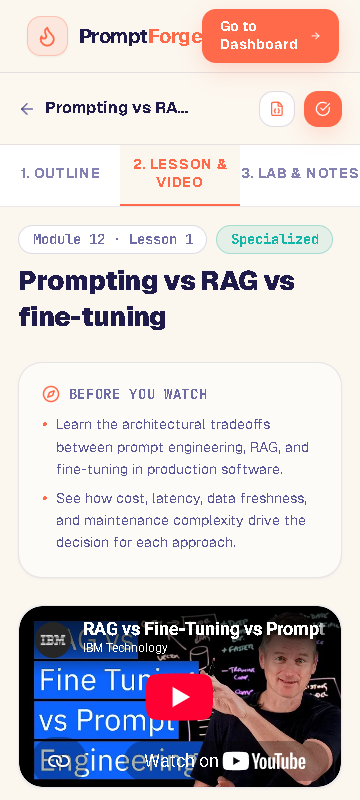 PromptForge
Go to
Dashboard
Prompting vs RA...
1. OUTLINE
2. LESSON &
VIDEO
3. LAB & NOTES
Module 12 · Lesson 1
Specialized
Prompting vs RAG vs
fine-tuning
BEFORE YOU WATCH
• Learn the architectural tradeoffs
between prompt engineering, RAG, and
fine-tuning in production software.
• See how cost, latency, data freshness,
and maintenance complexity drive the
decision for each approach.
IBM
RAG vs Fine-Tuning vs Prompt
IBM Technology
RAG vs
Fine Tuning
vs Prompt
Engineering
Watch on YouTube